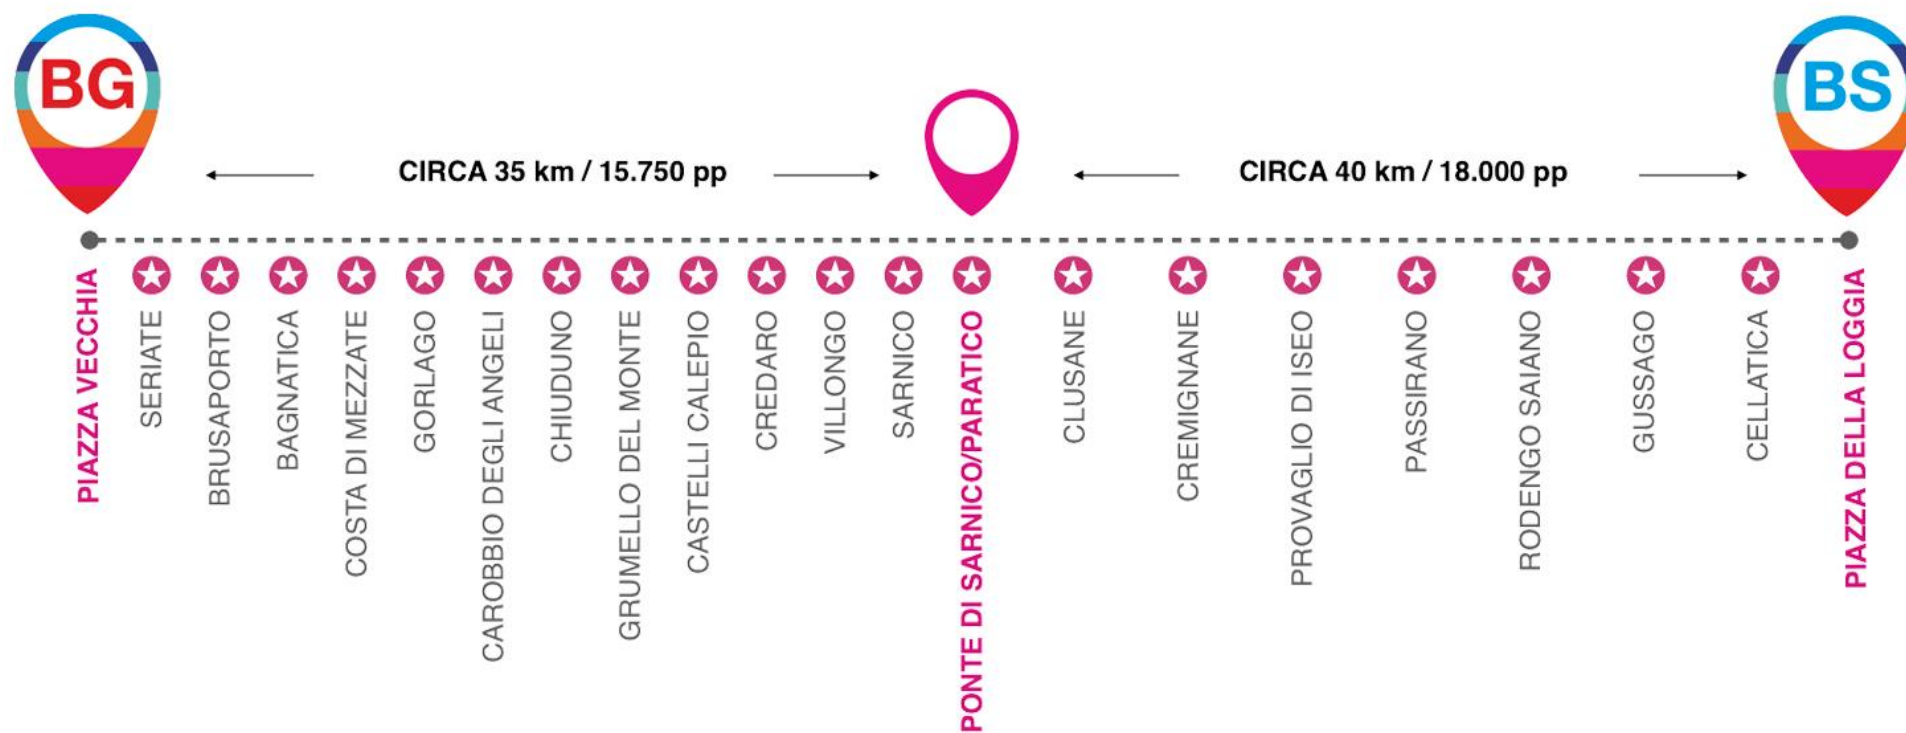 BG
BS
CIRCA 35 km / 15.750 pp
CIRCA 40 km / 18.000 pp
PIAZZA VECCHIA
SERIATE
BRUSAPORTO
BAGNATICA
COSTA DI MEZZATE
GORLAGO
CAROBBIO DEGLI ANGELI
CHIUDUNO
GRUMELLO DEL MONTE
CASTELLI CALEPIO
CREDARO
VILLONGO
SARNICO
PONTE DI SARNICO/PARATICO
CLUSANE
CREMIGNANE
PROVAGLIO DI ISEO
PASSIRANO
RODENGO SAIANO
GUSSAGO
CELLATICA
PIAZZA DELLA LOGGIA